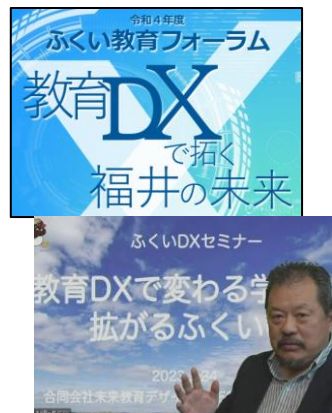 令和４年度
ふくい教育フォーラム
教育DX
で拓く
福井の未来
ふくいDXセミナー
教育DXで変わる学
拡がるふくい
合同会社未来教育デザ